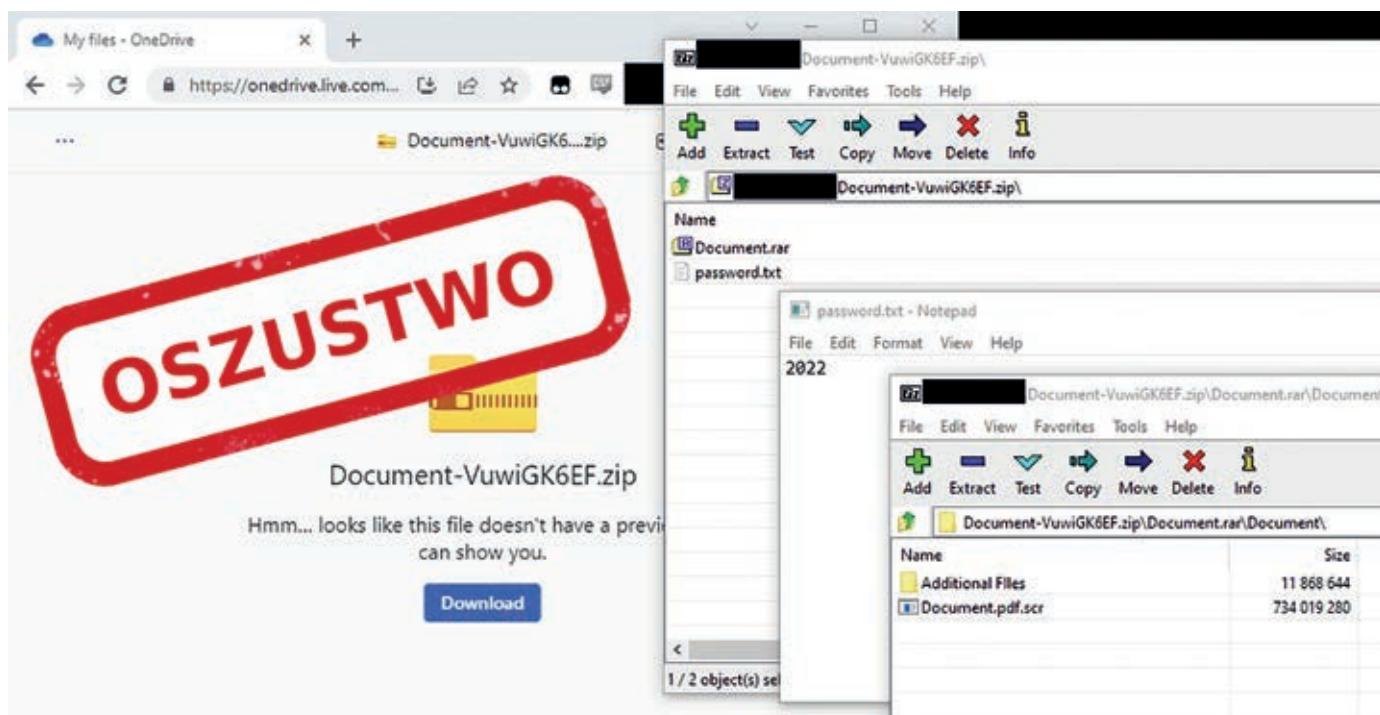 My files - OneDrive
https://onedrive.live.com...
... Document-VuwiGK6....zip
OSZUSTWO
Document-VuwiGK6EF.zip
Hmm... looks like this file doesn't have a previ
can show you.
Download
Document-VuwiGK6EF.zip\
File Edit View Favorites Tools Help
Add Extract Test Copy Move Delete Info
Document-VuwiGK6EF.zip\
Name
Document.rar
password.txt
1 / 2 object(s) sel
password.txt - Notepad
File Edit Format View Help
2022
Document-VuwiGK6EF.zip\Document.rar\Document
File Edit View Favorites Tools Help
Add Extract Test Copy Move Delete Info
Document-VuwiGK6EF.zip\Document.rar\Document\
Name Size
Additional FIles 11 868 644
Document.pdf.scr 734 019 280